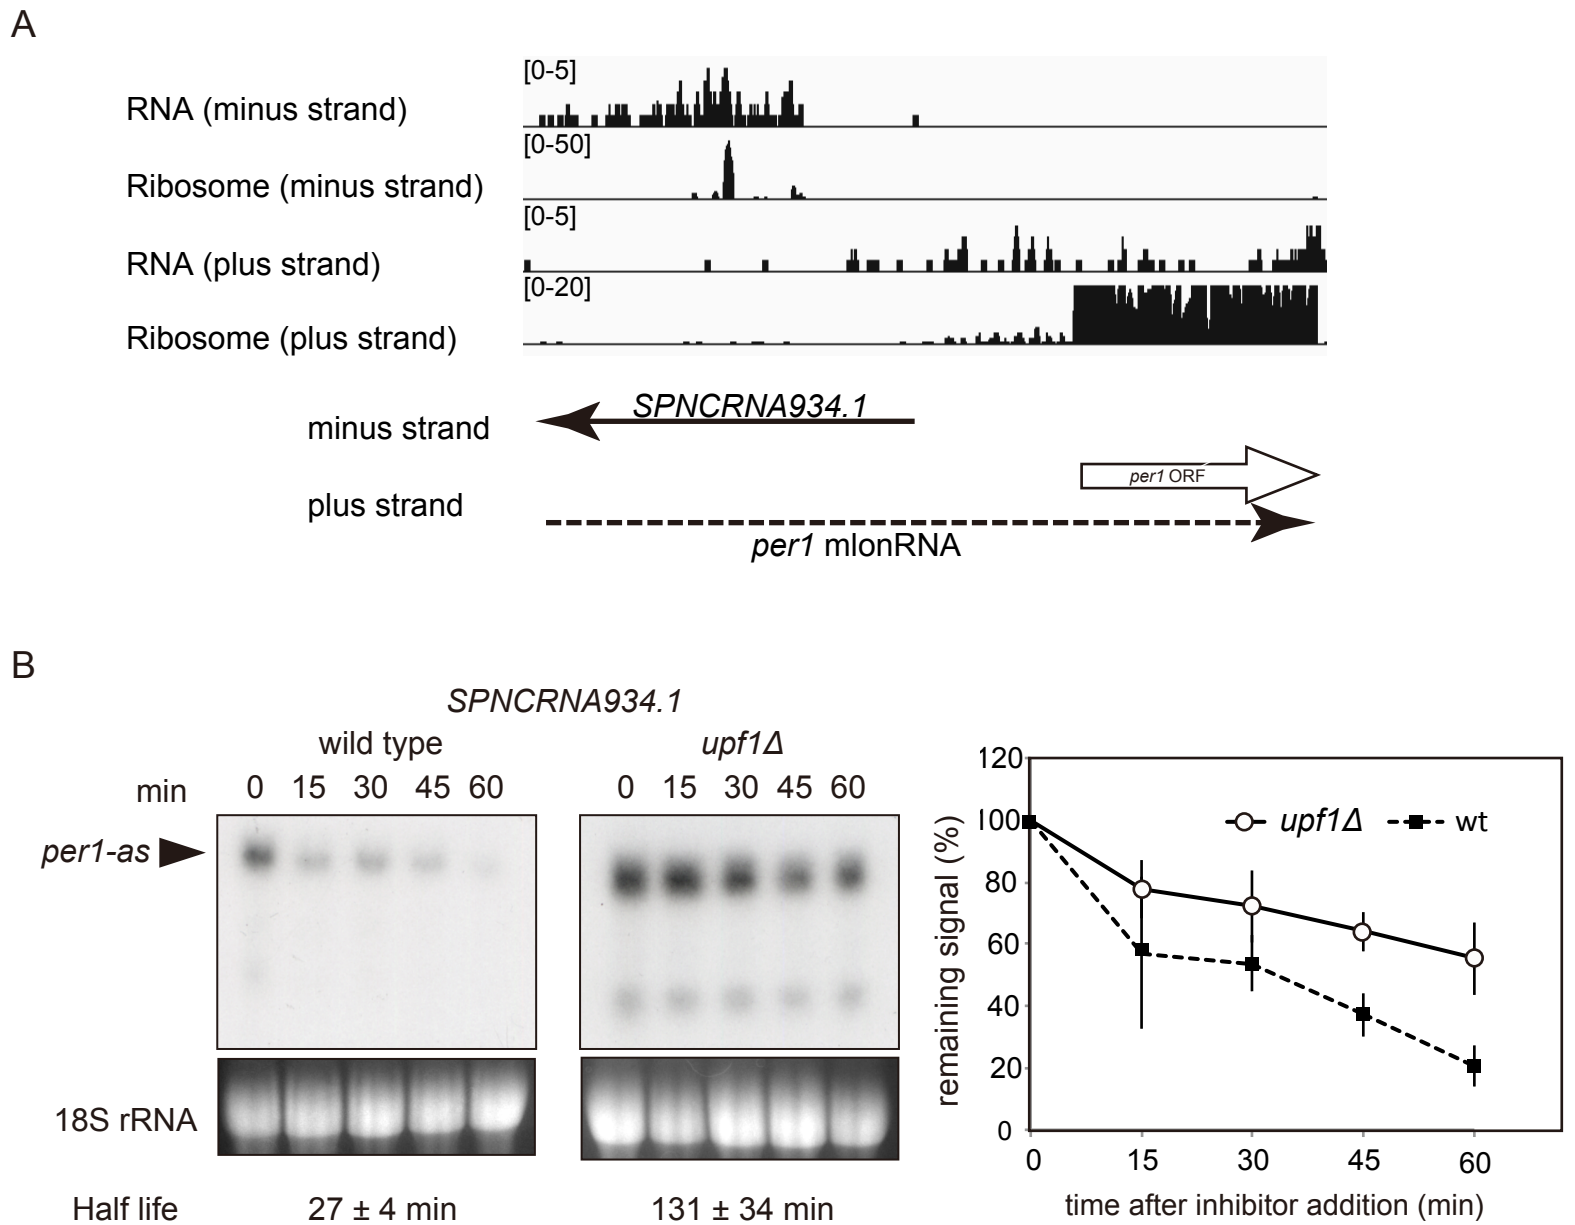 A
RNA (minus strand)
[0-5]
Ribosome (minus strand)
[0-50]
RNA (plus strand)
[0-5]
Ribosome (plus strand)
[0-20]
minus strand
SPNCRNA934.1
plus strand
per1 ORF
per1 mlonRNA
B
SPNCRNA934.1
wild type
upf1Δ
min
0 15 30 45 60
0 15 30 45 60
per1-as
18S rRNA
Half life
27 ± 4 min
131 ± 34 min
remaining signal (%)
120
100
80
60
40
20
0
upf1Δ
wt
0 15 30 45 60
time after inhibitor addition (min)